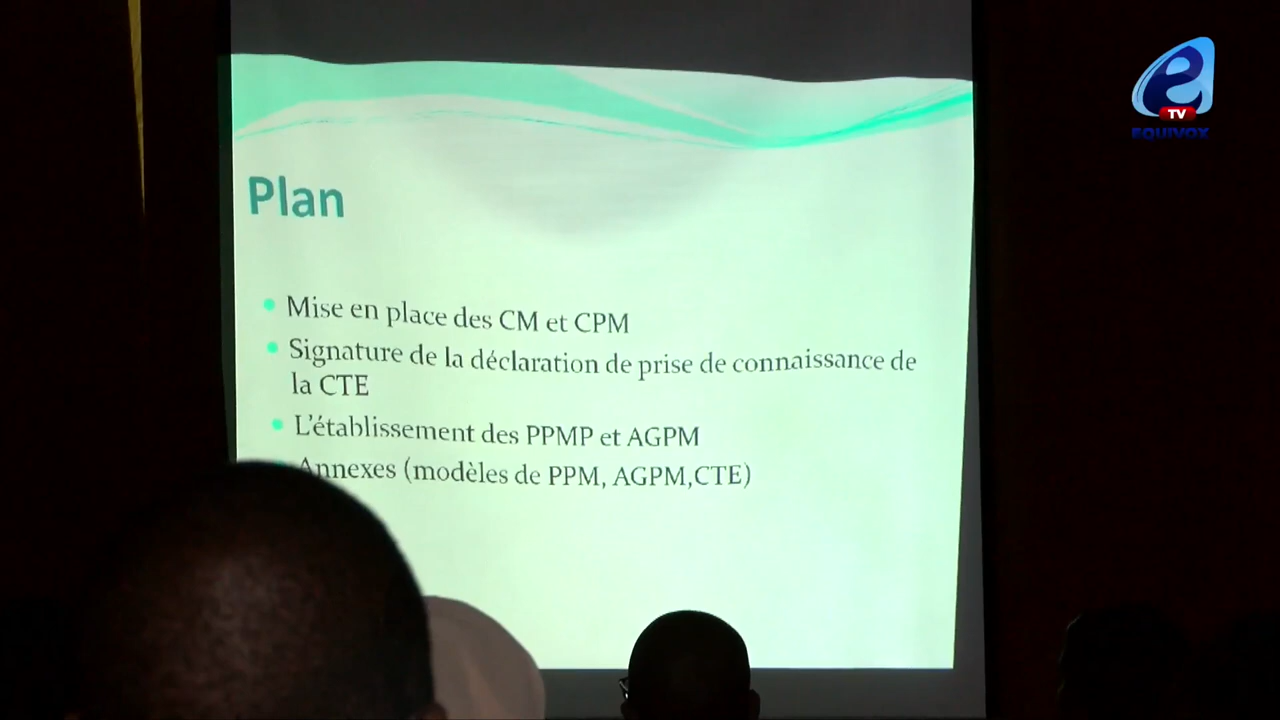 e
TV
EQUIVOX
Plan
Mise en place des CM et CPM
Signature de la déclaration de prise de connaissance de
la CTE
L'établissement des PPMP et AGPM
Annexes (modèles de PPM, AGPM,CTE)